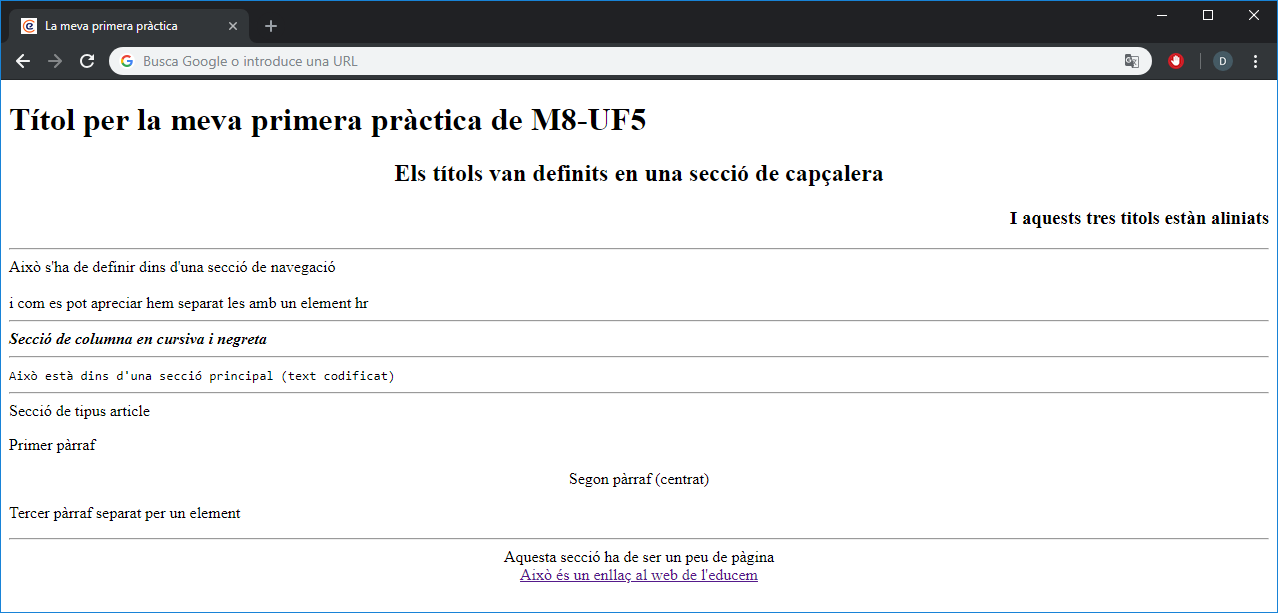 La meva primera pràctica
Busca Google o introduce una URL
D
Títol per la meva primera pràctica de M8-UF5
Els títols van definits en una secció de capçalera
I aquests tres titols estàn aliniats
Això s'ha de definir dins d'una secció de navegació
i com es pot apreciar hem separat les amb un element hr
Secció de columna en cursiva i negreta
Això està dins d'una secció principal (text codificat)
Secció de tipus article
Primer pàrraf
Segon pàrraf (centrat)
Tercer pàrraf separat per un element
Aquesta secció ha de ser un peu de pàgina
Això és un enllaç al web de l'educem